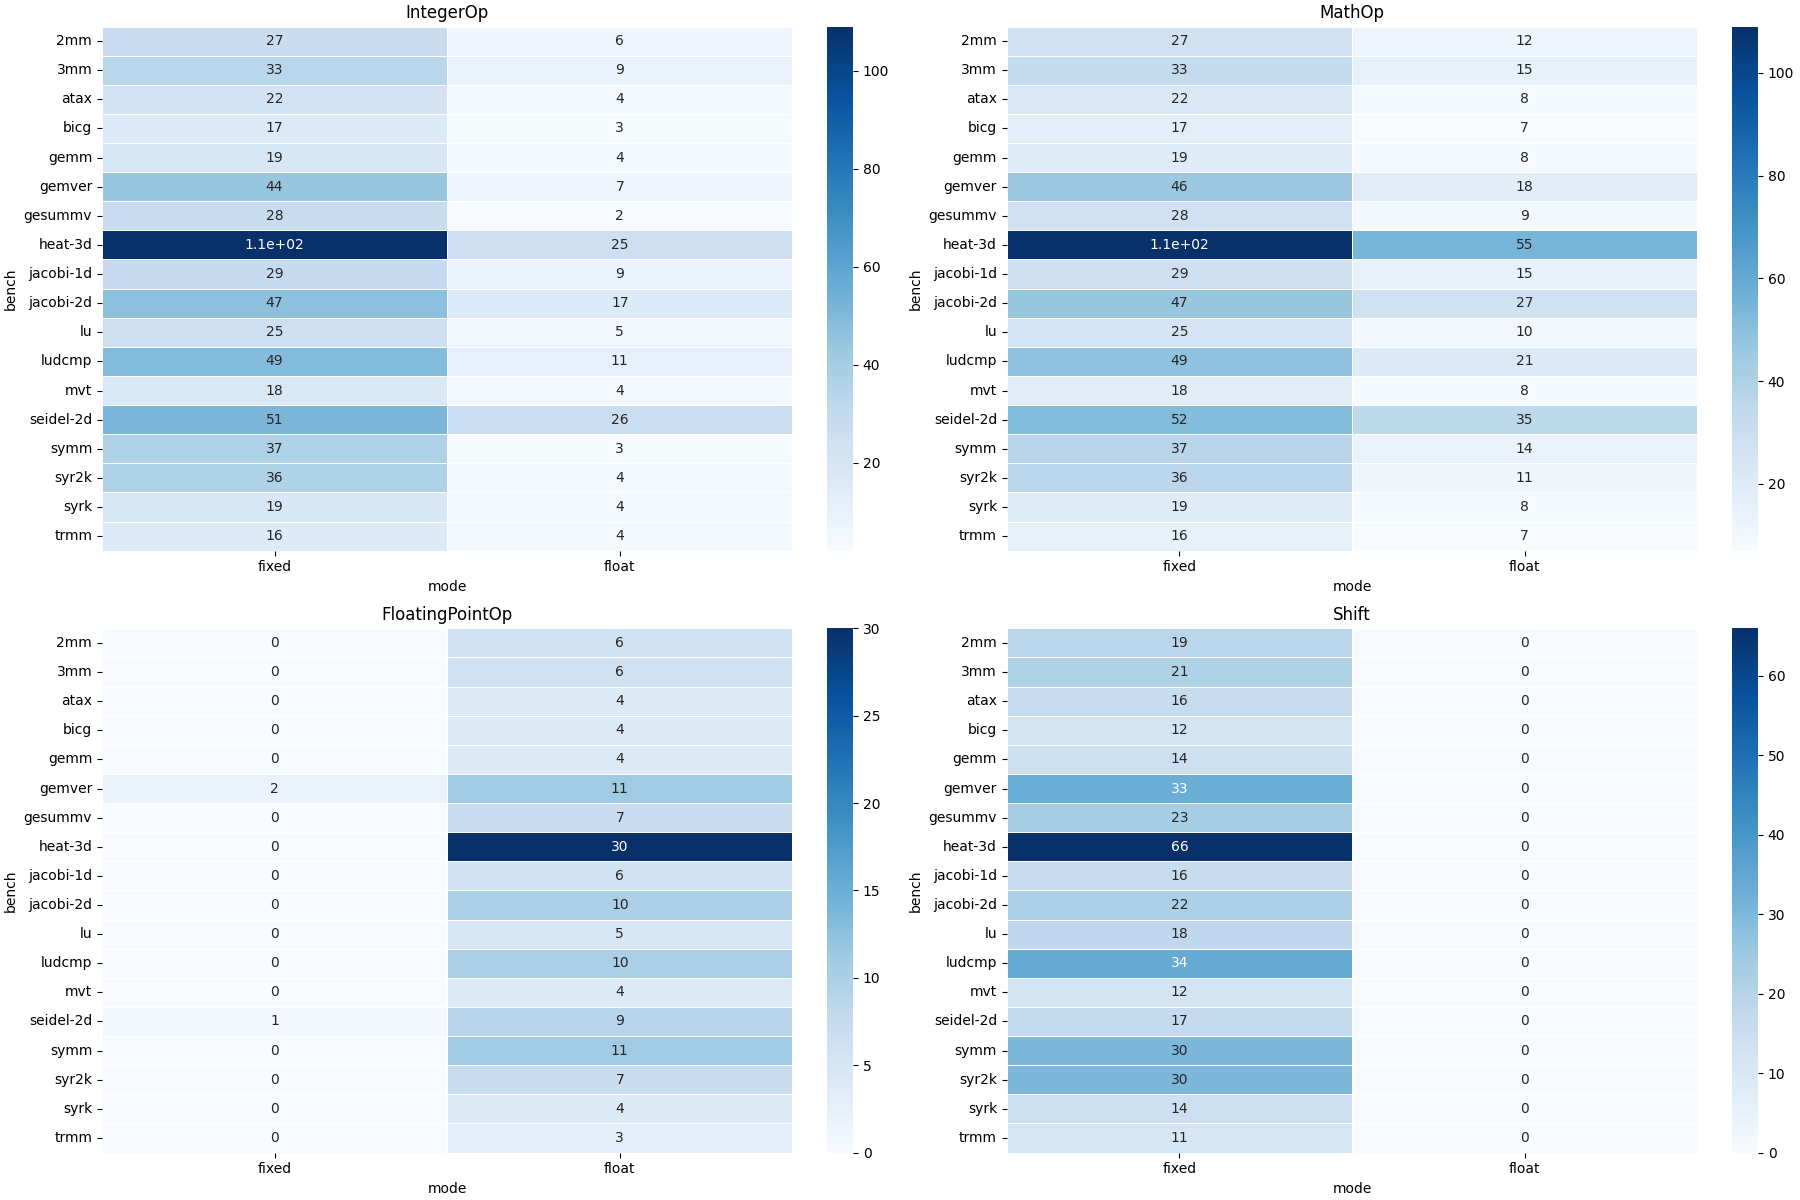 IntegerOp
2mm 27 6
3mm 33 9
atax 22 4
bicg 17 3
gemm 19 4
gemver 44 7
gesummv 28 2
heat-3d 1.1e+02 25
jacobi-1d 29 9
jacobi-2d 47 17
lu 25 5
ludcmp 49 11
mvt 18 4
seidel-2d 51 26
symm 37 3
syr2k 36 4
syrk 19 4
trmm 16 4
bench
fixed float
mode
100
80
60
40
20
MathOp
2mm 27 12
3mm 33 15
atax 22 8
bicg 17 7
gemm 19 8
gemver 46 18
gesummv 28 9
heat-3d 1.1e+02 55
jacobi-1d 29 15
jacobi-2d 47 27
lu 25 10
ludcmp 49 21
mvt 18 8
seidel-2d 52 35
symm 37 14
syr2k 36 11
syrk 19 8
trmm 16 7
bench
fixed float
mode
100
80
60
40
20
FloatingPointOp
2mm 0 6
3mm 0 6
atax 0 4
bicg 0 4
gemm 0 4
gemver 2 11
gesummv 0 7
heat-3d 0 30
jacobi-1d 0 6
jacobi-2d 0 10
lu 0 5
ludcmp 0 10
mvt 0 4
seidel-2d 1 9
symm 0 11
syr2k 0 7
syrk 0 4
trmm 0 3
bench
fixed float
mode
30
25
20
15
10
5
0
Shift
2mm 19 0
3mm 21 0
atax 16 0
bicg 12 0
gemm 14 0
gemver 33 0
gesummv 23 0
heat-3d 66 0
jacobi-1d 16 0
jacobi-2d 22 0
lu 18 0
ludcmp 34 0
mvt 12 0
seidel-2d 17 0
symm 30 0
syr2k 30 0
syrk 14 0
trmm 11 0
bench
fixed float
mode
60
50
40
30
20
10
0